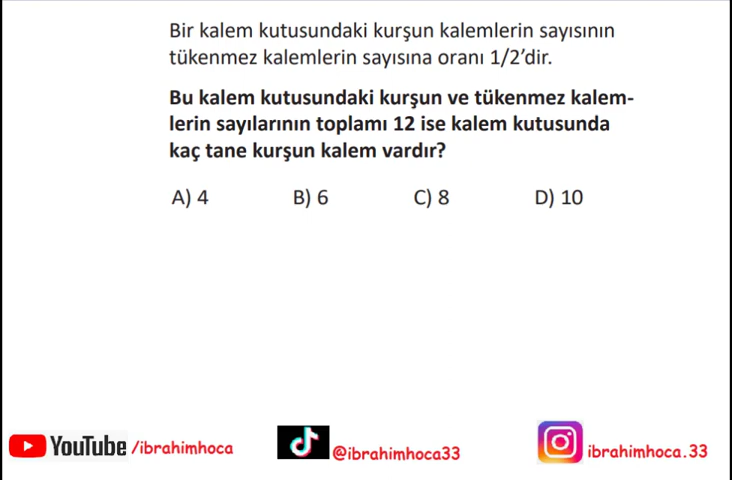 Bir kalem kutusundaki kurşun kalemlerin sayısının
tükenmez kalemlerin sayısına oranı 1/2’dir.
Bu kalem kutusundaki kurşun ve tükenmez kalem-
lerin sayılarının toplamı 12 ise kalem kutusunda
kaç tane kurşun kalem vardır?
A) 4 B) 6 C) 8 D) 10
YouTube /ibrahimhoca @ibrahimhoca33 ibrahimhoca.33